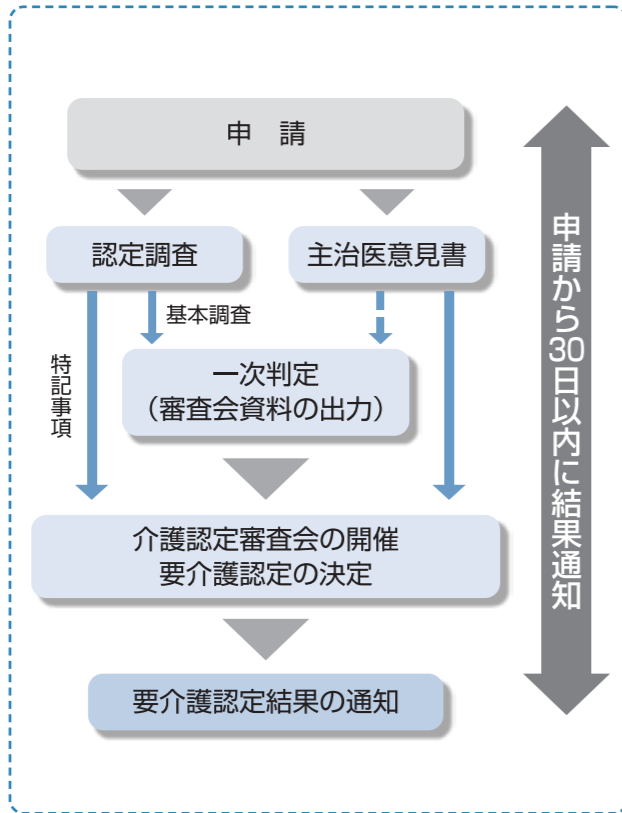 申　請
認定調査
主治医意見書
基本調査
特記事項
一次判定
（審査会資料の出力）
介護認定審査会の開催
要介護認定の決定
要介護認定結果の通知
申請から30日以内に結果通知